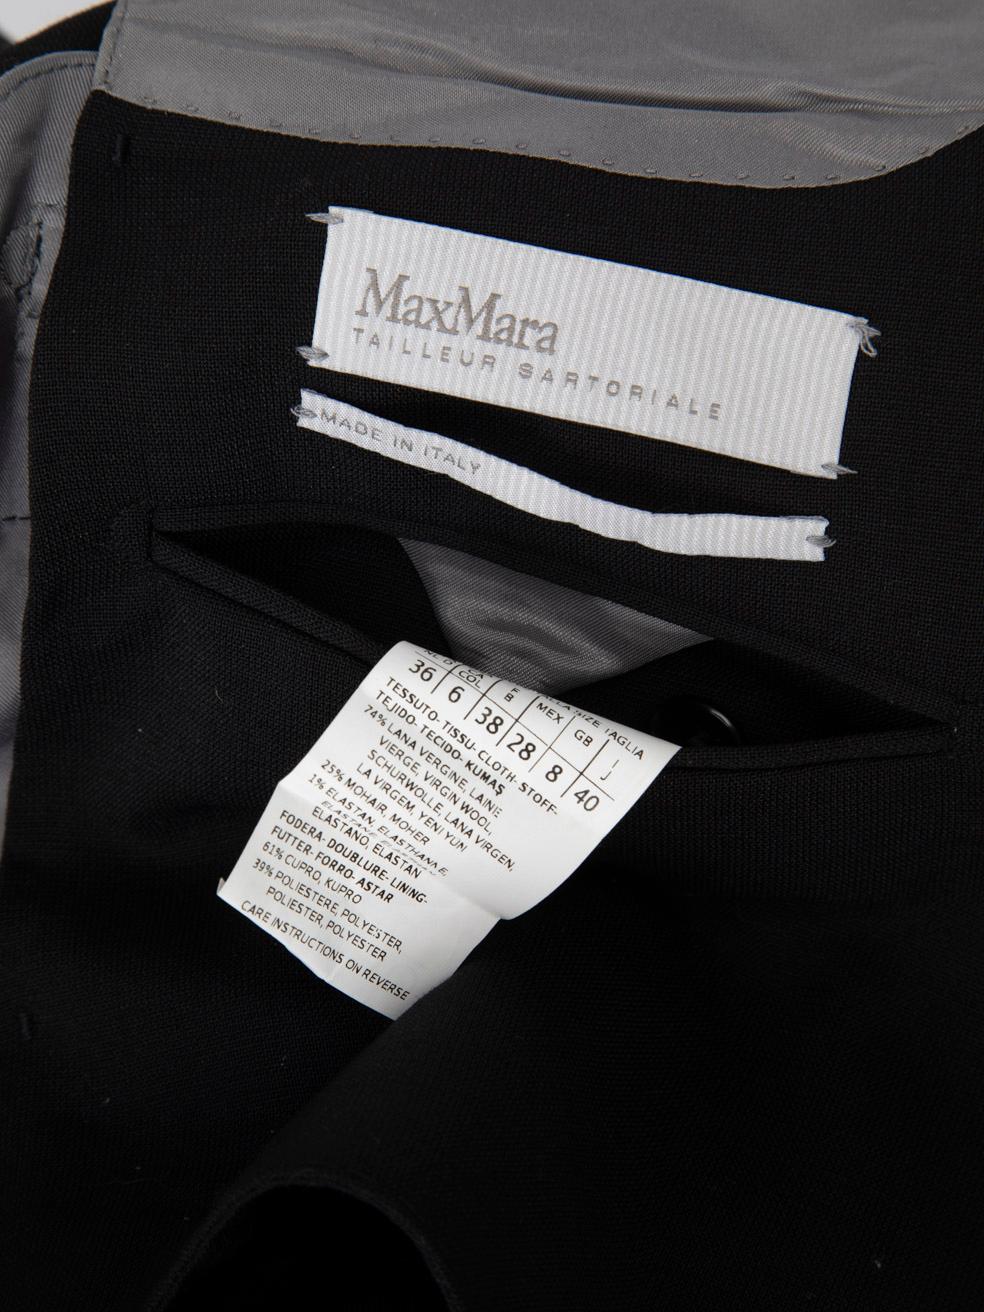 MaxMara
TAILLEUR SARTORIALE
MADE IN ITALY
COL F B MEX GB SIZE TAGLIA
36 6 38 28 8 40
TESSUTO- TISSU- CLOTH- STOFF-
TEJIDO- TECIDO- KUMAŞ
74% LANA VERGINE, LAINE
VIERGE, VIRGIN WOOL,
SCHURWOLLE, LANA VIRGEN,
LA VIRGEM, YENI YUN
25% MOHAIR, MOHER
1% ELASTAN, ELASTHANNE,
ELASTANO, ELASTAN
FODERA- DOUBLURE- LINING-
FUTTER- FORRO- ASTAR
61% CUPRO, KUPRO
39% POLIESTERE, POLYESTER,
POLIESTER, POLYESTER
CARE INSTRUCTIONS ON REVERSE